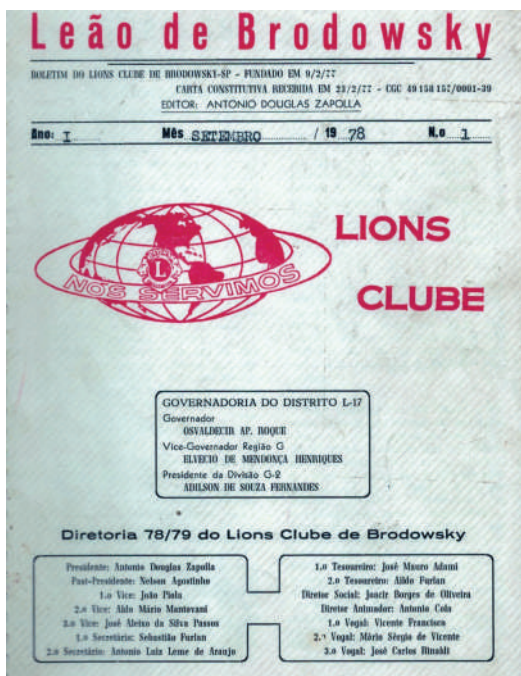 Leão de Brodowsky
BOLETIM DO LIONS CLUBE DE BRODOWSKY-SP - FUNDADO EM 9/2/77
CARTA CONSTITUTIVA RECEBIDA EM 23/2/77 - CGC 49 158 157/0001-39
EDITOR: ANTONIO DOUGLAS ZAPOLLA
Ano: I Mês SETEMBRO / 19 78 N.o 1
LIONS
CLUBE
L
NÓS SERVIMOS
GOVERNADORIA DO DISTRITO L-17
Governador
OSVALDECIR AP. ROQUE
Vice-Governador Região G
ELVECIO DE MENDONÇA HENRIQUES
Presidente da Divisão G-2
ADILSON DE SOUZA FERNANDES
Diretoria 78/79 do Lions Clube de Brodowsky
Presidente: Antonio Douglas Zapolla
Past-Presidente: Nelson Agostinho
1.o Vice: João Piola
2.o Vice: Aldo Mário Mantovani
3.o Vice: José Aleixo da Silva Passos
1.o Secretário: Sebastião Furlan
2.o Secretário: Antonio Luiz Leme de Araujo
1.o Tesoureiro: José Mauro Adami
2.o Tesoureiro: Aildo Furlan
Diretor Social: Joacir Borges de Oliveira
Diretor Animador: Antonio Cola
1.o Vogal: Vicente Francisco
2.o Vogal: Mário Sérgio de Vicente
3.o Vogal: José Carlos Rinaldi